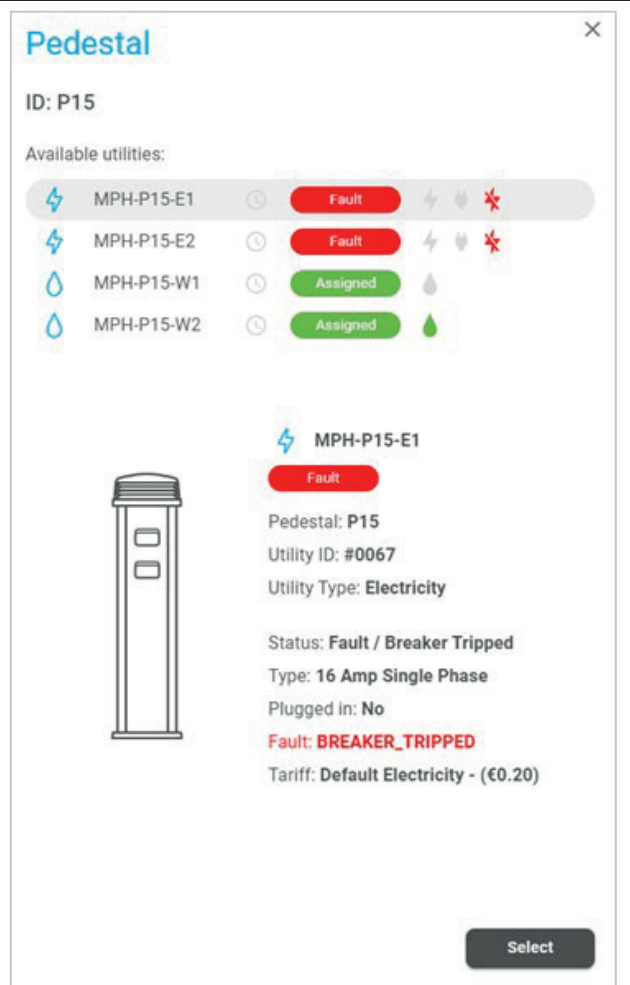 Pedestal
ID: P15
Available utilities:
MPH-P15-E1 Fault
MPH-P15-E2 Fault
MPH-P15-W1 Assigned
MPH-P15-W2 Assigned
MPH-P15-E1
Fault
Pedestal: P15
Utility ID: #0067
Utility Type: Electricity
Status: Fault / Breaker Tripped
Type: 16 Amp Single Phase
Plugged in: No
Fault: BREAKER_TRIPPED
Tariff: Default Electricity - (€0.20)
Select